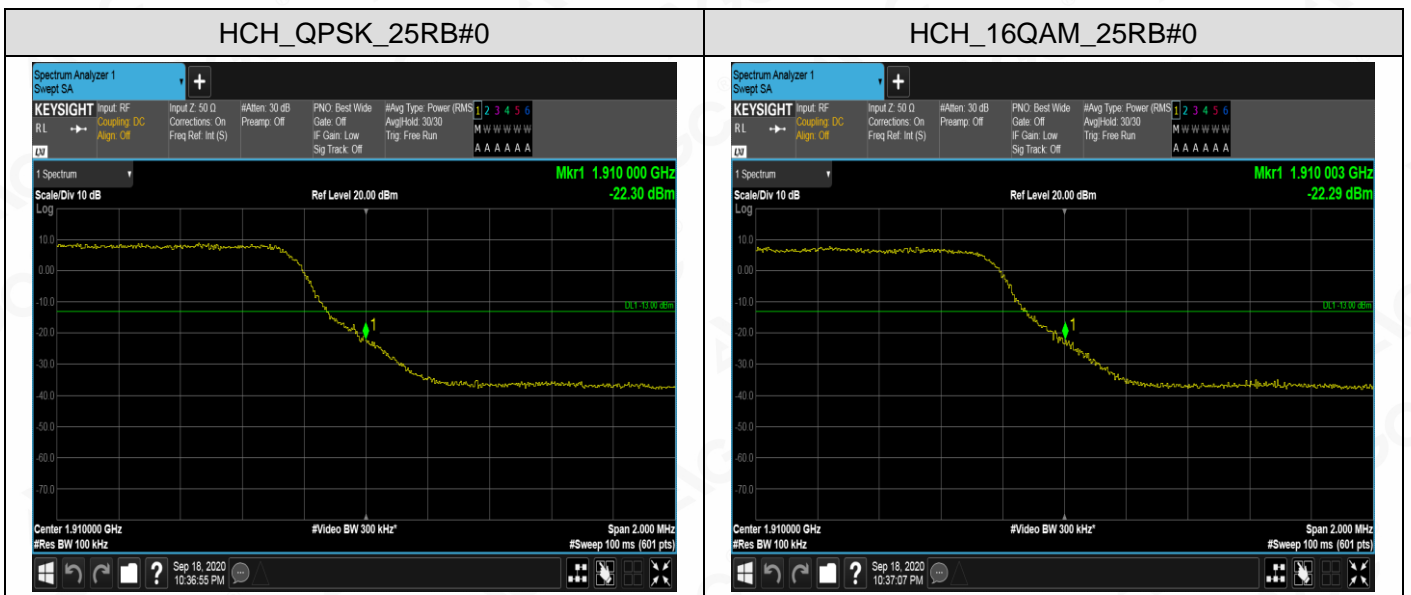 HCH_QPSK_25RB#0
Spectrum Analyzer 1
Swept SA
+
KEYSIGHT Input: RF Input Z: 50 Ω #Atten: 30 dB PNO: Best Wide #Avg Type: Power (RMS 1 2 3 4 5 6
RL Coupling: DC Corrections: On Preamp: Off Gate: Off Avg|Hold: 30/30 M W W W W W
Align: Off Freq Ref: Int (S) IF Gain: Low Trig: Free Run
LXI Sig Track: Off A A A A A A
1 Spectrum Mkr1 1.910 000 GHz
Scale/Div 10 dB Ref Level 20.00 dBm -22.30 dBm
Log
10.0
0.00
-10.0 DL1 -13.00 dBm
-20.0 1
-30.0
-40.0
-50.0
-60.0
-70.0
Center 1.910000 GHz #Video BW 300 kHz* Span 2.000 MHz
#Res BW 100 kHz #Sweep 100 ms (601 pts)
? Sep 18, 2020
10:36:55 PM
HCH_16QAM_25RB#0
Spectrum Analyzer 1
Swept SA
+
KEYSIGHT Input: RF Input Z: 50 Ω #Atten: 30 dB PNO: Best Wide #Avg Type: Power (RMS 1 2 3 4 5 6
RL Coupling: DC Corrections: On Preamp: Off Gate: Off Avg|Hold: 30/30 M W W W W W
Align: Off Freq Ref: Int (S) IF Gain: Low Trig: Free Run
LXI Sig Track: Off A A A A A A
1 Spectrum Mkr1 1.910 003 GHz
Scale/Div 10 dB Ref Level 20.00 dBm -22.29 dBm
Log
10.0
0.00
-10.0 DL1 -13.00 dBm
-20.0 1
-30.0
-40.0
-50.0
-60.0
-70.0
Center 1.910000 GHz #Video BW 300 kHz* Span 2.000 MHz
#Res BW 100 kHz #Sweep 100 ms (601 pts)
? Sep 18, 2020
10:37:07 PM